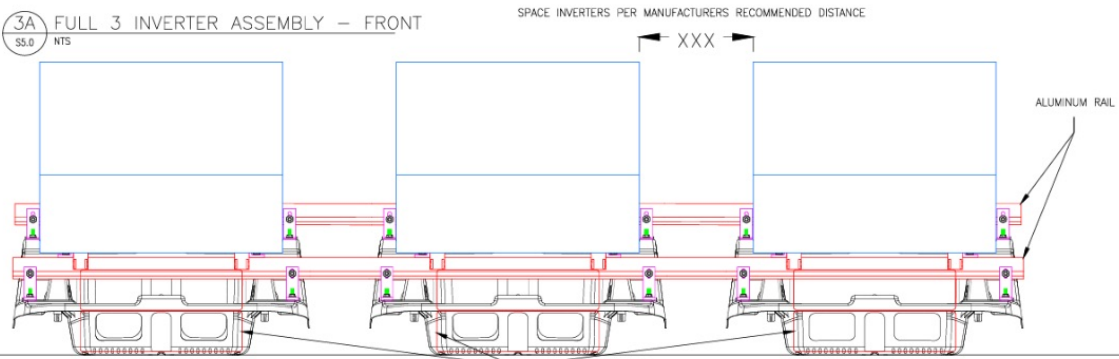 3A FULL 3 INVERTER ASSEMBLY – FRONT
S5.0 NTS
SPACE INVERTERS PER MANUFACTURERS RECOMMENDED DISTANCE
XXX
ALUMINUM RAIL